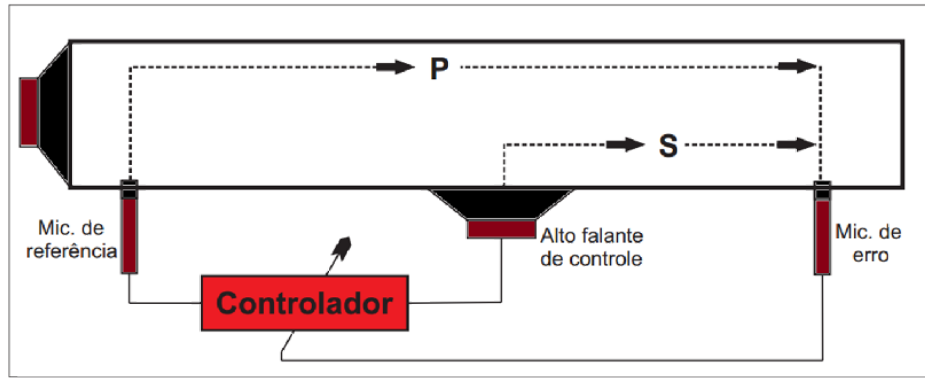 P
S
Mic. de
referência
Alto falante
de controle
Mic. de
erro
Controlador